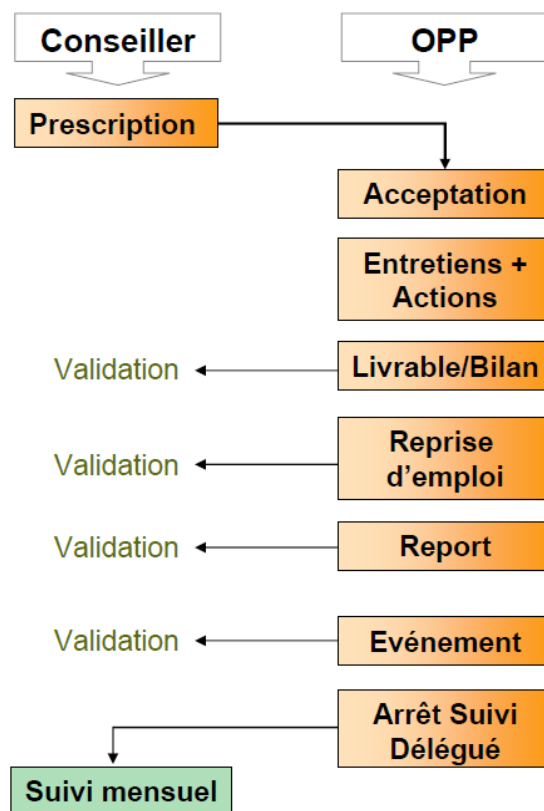 Conseiller
OPP
Prescription
Acceptation
Entretiens +
Actions
Validation
Livrable/Bilan
Validation
Reprise
d’emploi
Validation
Report
Validation
Evénement
Arrêt Suivi
Délégué
Suivi mensuel